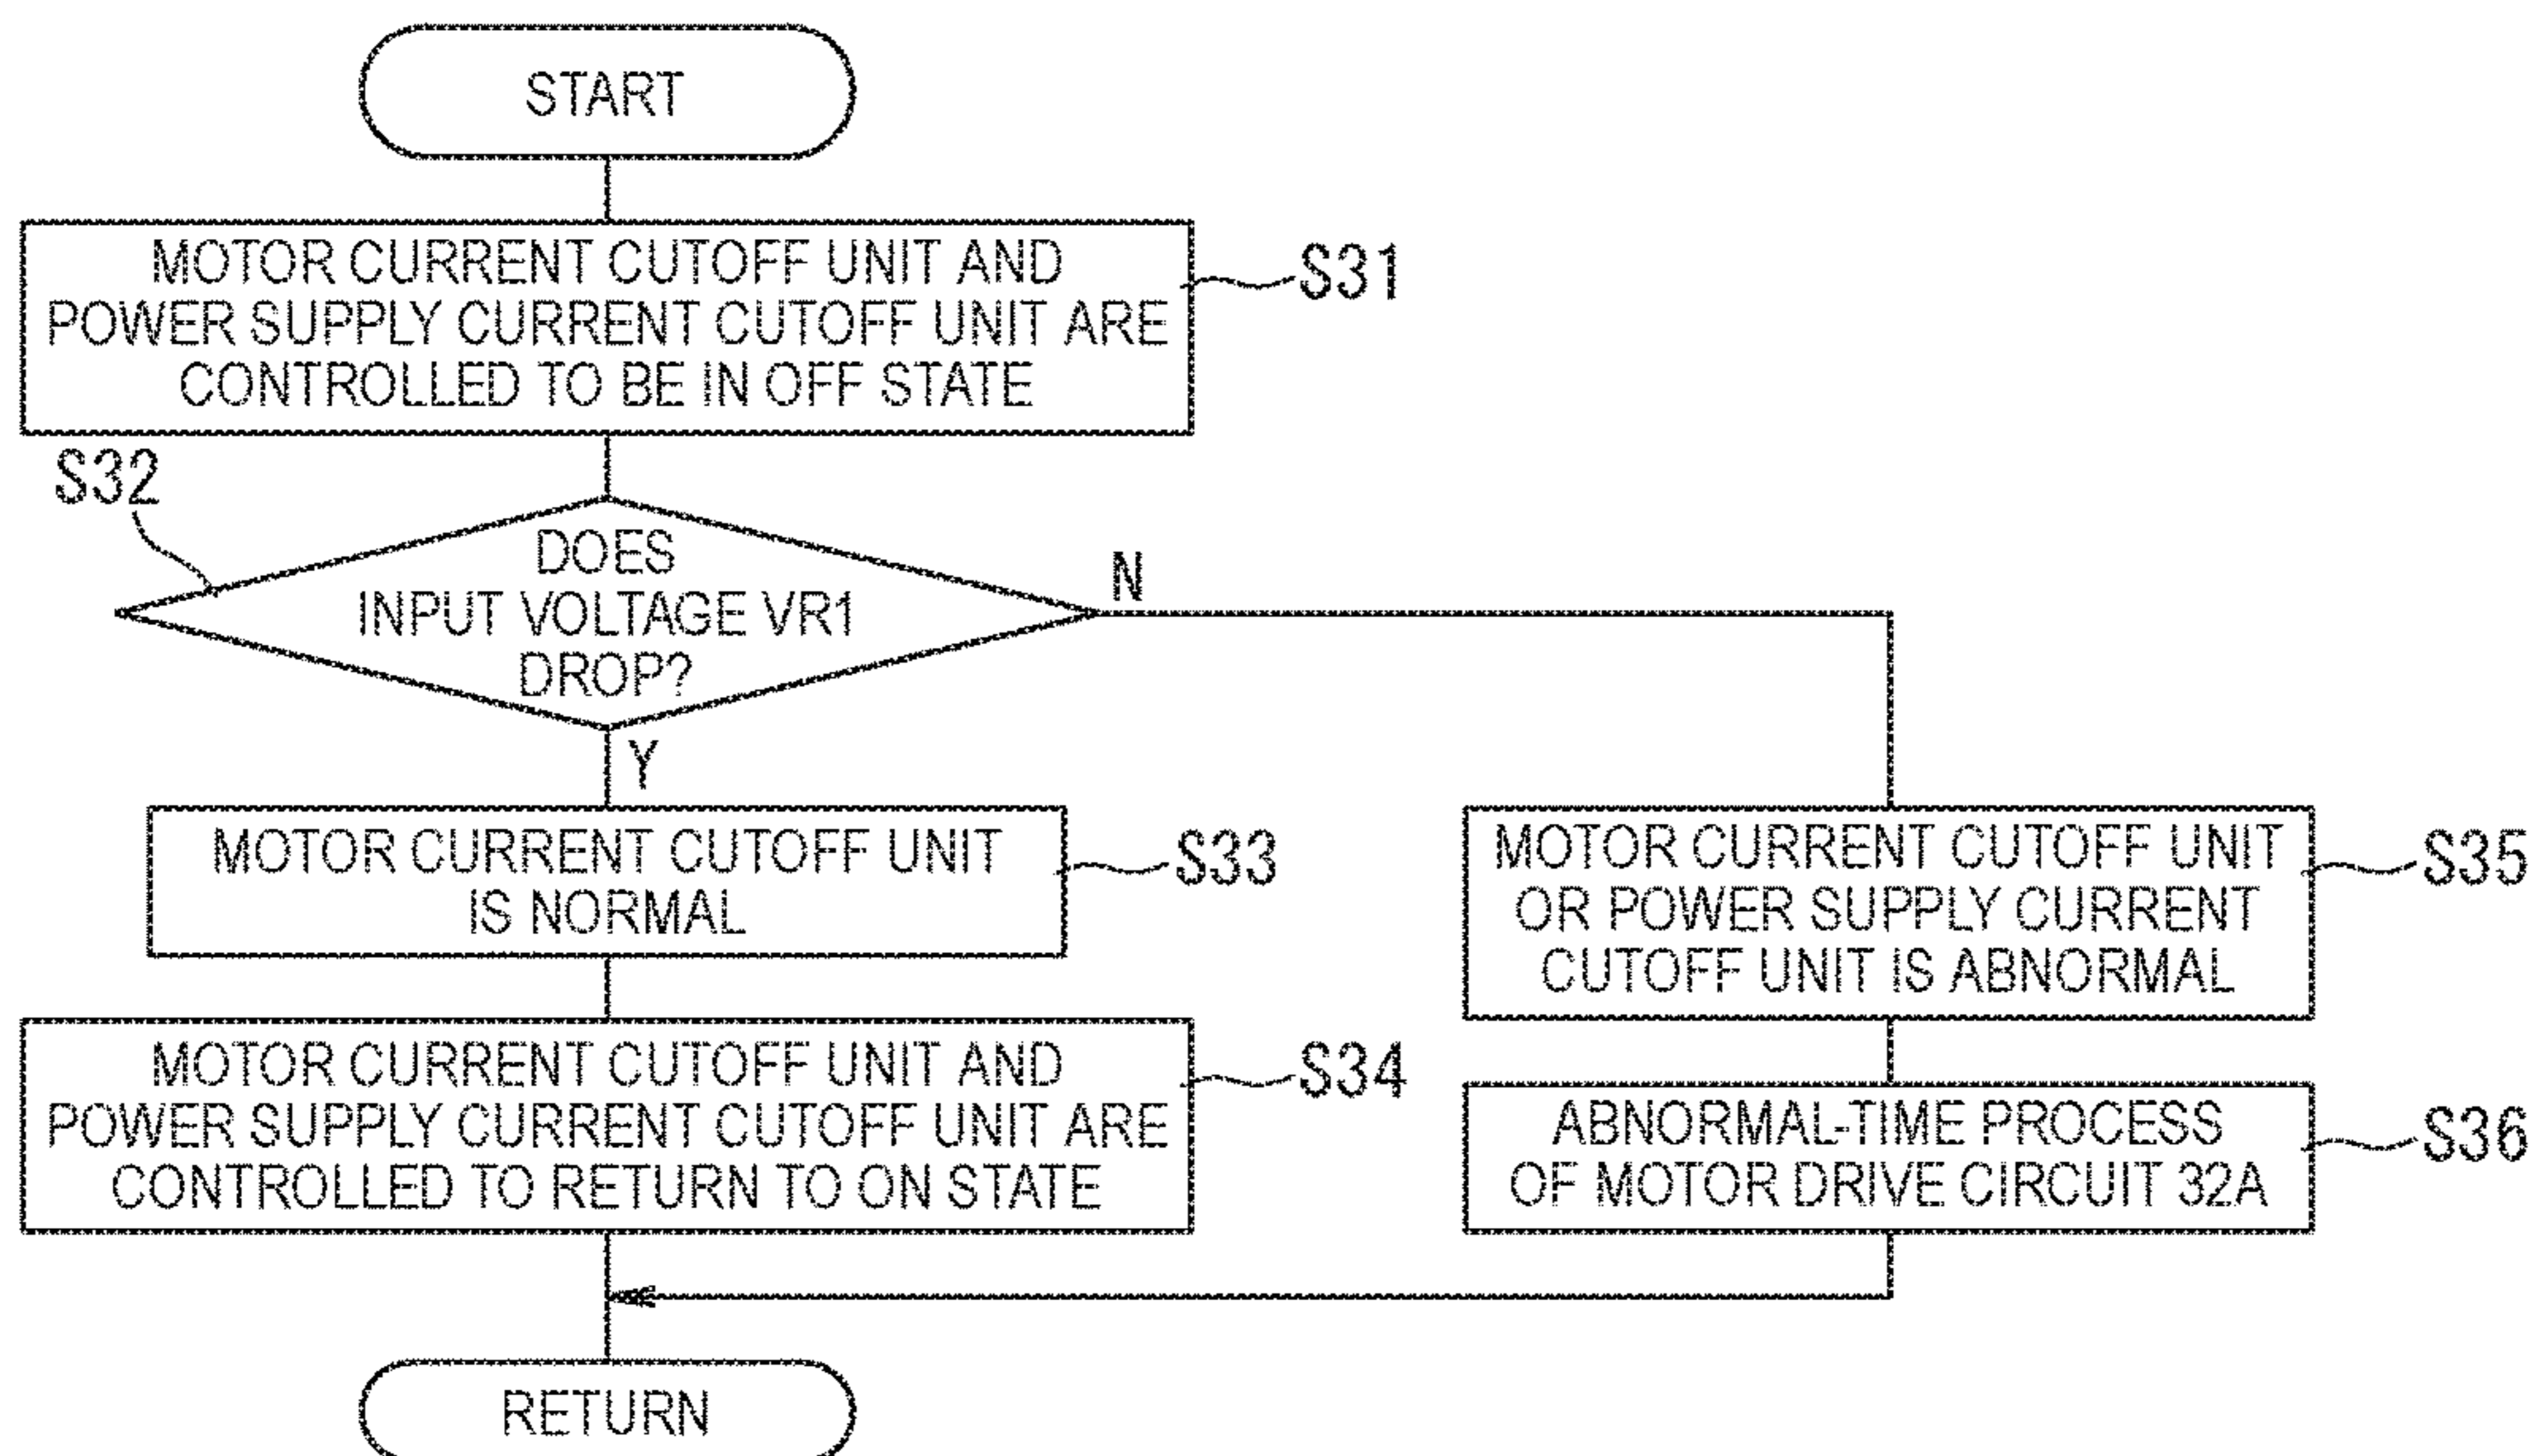 START
MOTOR CURRENT CUTOFF UNIT AND
POWER SUPPLY CURRENT CUTOFF UNIT ARE
CONTROLLED TO BE IN OFF STATE
S31
S32
DOES
INPUT VOLTAGE VR1
DROP?
N
Y
MOTOR CURRENT CUTOFF UNIT
IS NORMAL
S33
MOTOR CURRENT CUTOFF UNIT AND
POWER SUPPLY CURRENT CUTOFF UNIT ARE
CONTROLLED TO RETURN TO ON STATE
S34
MOTOR CURRENT CUTOFF UNIT
OR POWER SUPPLY CURRENT
CUTOFF UNIT IS ABNORMAL
S35
ABNORMAL-TIME PROCESS
OF MOTOR DRIVE CIRCUIT 32A
S36
RETURN